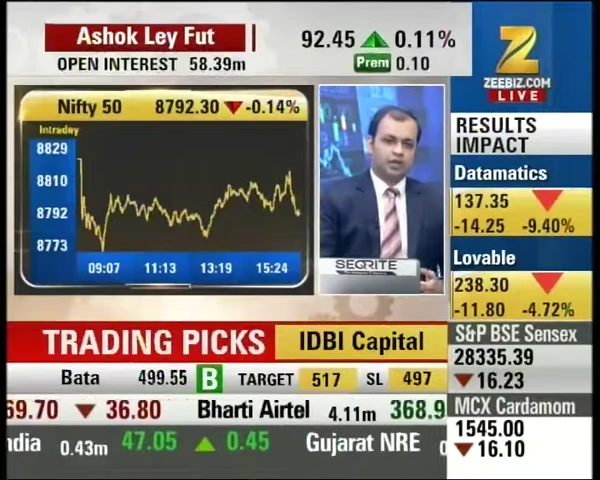 Ashok Ley Fut 92.45 0.11%
OPEN INTEREST 58.39m Prem 0.10
ZEEBIZ.COM
LIVE
Nifty 50 8792.30 -0.14%
Intraday
8829
8810
8792
8773
09:07 11:13 13:19 15:24
SEQRITE
RESULTS
IMPACT
Datamatics
137.35
-14.25 -9.40%
Lovable
238.30
-11.80 -4.72%
S&P BSE Sensex
28335.39
16.23
MCX Cardamom
1545.00
16.10
TRADING PICKS IDBI Capital
Bata 499.55 B TARGET 517 SL 497
69.70 36.80 Bharti Airtel 4.11m 368.9
ndia 0.43m 47.05 0.45 Gujarat NRE